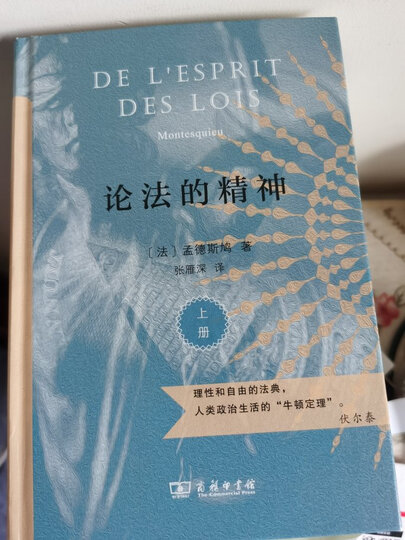 DE L'ESPRIT
DES LOIS
Montesquieu
论法的精神
〔法〕孟德斯鸠 著
张雁深 译
上
册
理性和自由的法典，
人类政治生活的“牛顿定理”。
伏尔泰
商务印书馆
The Commercial Press